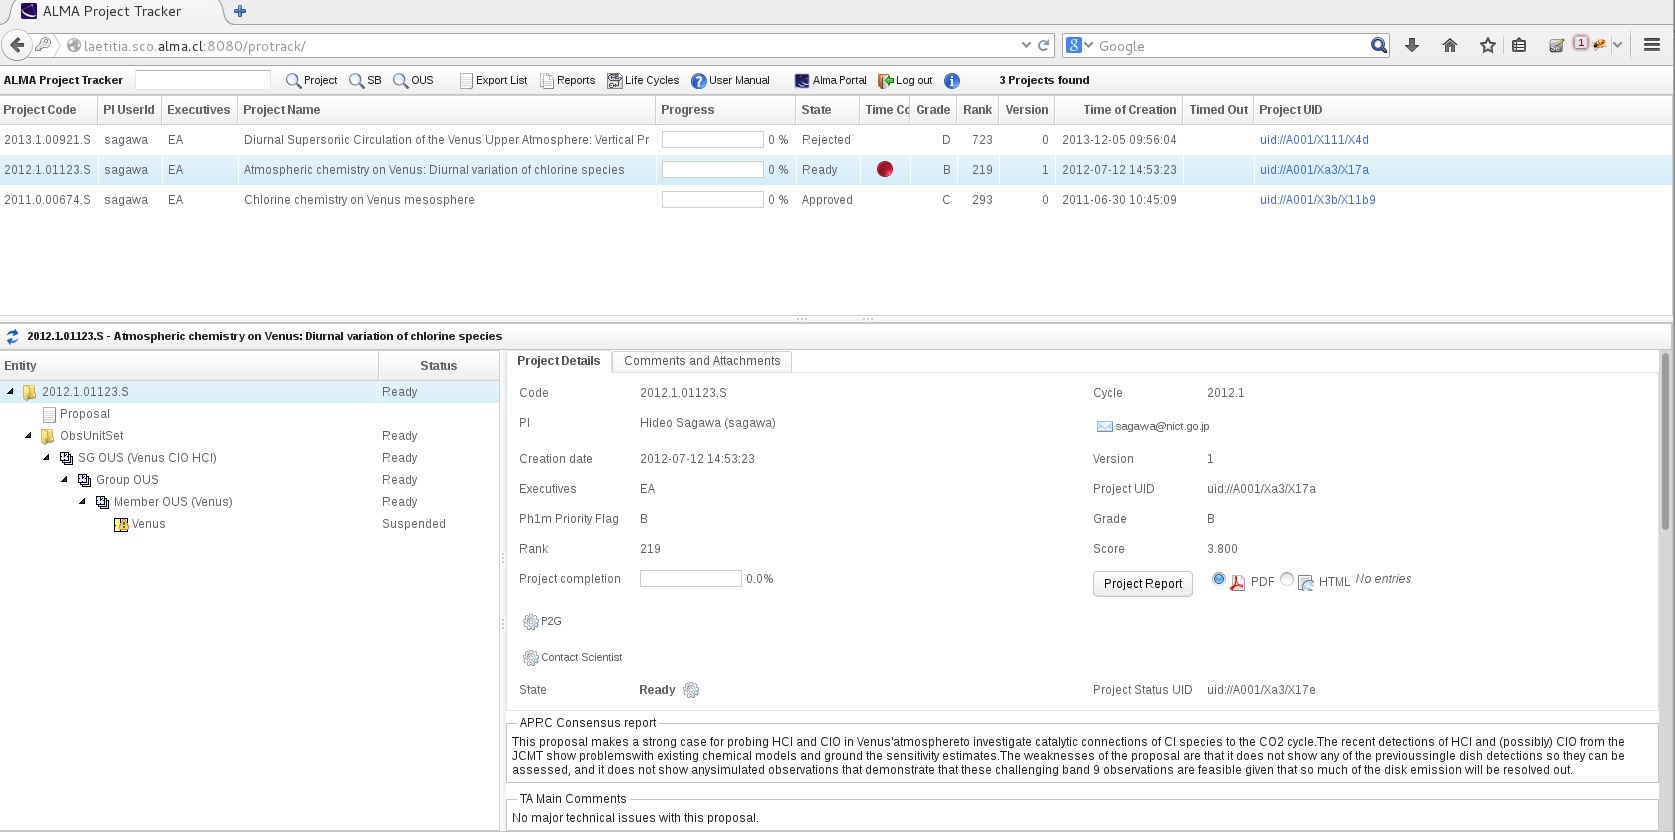 ALMA Project Tracker
laetitia.sco.alma.cl:8080/protrack/
8
Google
1
ALMA Project Tracker
Project SB OUS Export List Reports Life Cycles User Manual Alma Portal Log out 3 Projects found
Project Code PI UserId Executives Project Name Progress State Time Cc Grade Rank Version Time of Creation Timed Out Project UID
2013.1.00921.S sagawa EA Diurnal Supersonic Circulation of the Venus Upper Atmosphere: Vertical Pr 0 % Rejected D 723 0 2013-12-05 09:56:04 uid://A001/X111/X4d
2012.1.01123.S sagawa EA Atmospheric chemistry on Venus: Diurnal variation of chlorine species 0 % Ready B 219 1 2012-07-12 14:53:23 uid://A001/Xa3/X17a
2011.0.00674.S sagawa EA Chlorine chemistry on Venus mesosphere 0 % Approved C 293 0 2011-06-30 10:45:09 uid://A001/X3b/X11b9
2012.1.01123.S - Atmospheric chemistry on Venus: Diurnal variation of chlorine species
Entity Status
2012.1.01123.S Ready
Proposal
ObsUnitSet Ready
SG OUS (Venus ClO HCl) Ready
Group OUS Ready
Member OUS (Venus) Ready
Venus Suspended
Project Details Comments and Attachments
Code 2012.1.01123.S Cycle 2012.1
PI Hideo Sagawa (sagawa) sagawa@nict.go.jp
Creation date 2012-07-12 14:53:23 Version 1
Executives EA Project UID uid://A001/Xa3/X17a
Ph1m Priority Flag B Grade B
Rank 219 Score 3.800
Project completion 0.0% Project Report PDF HTML No entries
P2G
Contact Scientist
State Ready Project Status UID uid://A001/Xa3/X17e
APRC Consensus report
This proposal makes a strong case for probing HCl and ClO in Venus'atmosphereto investigate catalytic connections of Cl species to the CO2 cycle.The recent detections of HCl and (possibly) ClO from the
JCMT show problemswith existing chemical models and ground the sensitivity estimates.The weaknesses of the proposal are that it does not show any of the previoussingle dish detections so they can be
assessed, and it does not show anysimulated observations that demonstrate that these challenging band 9 observations are feasible given that so much of the disk emission will be resolved out.
TA Main Comments
No major technical issues with this proposal.